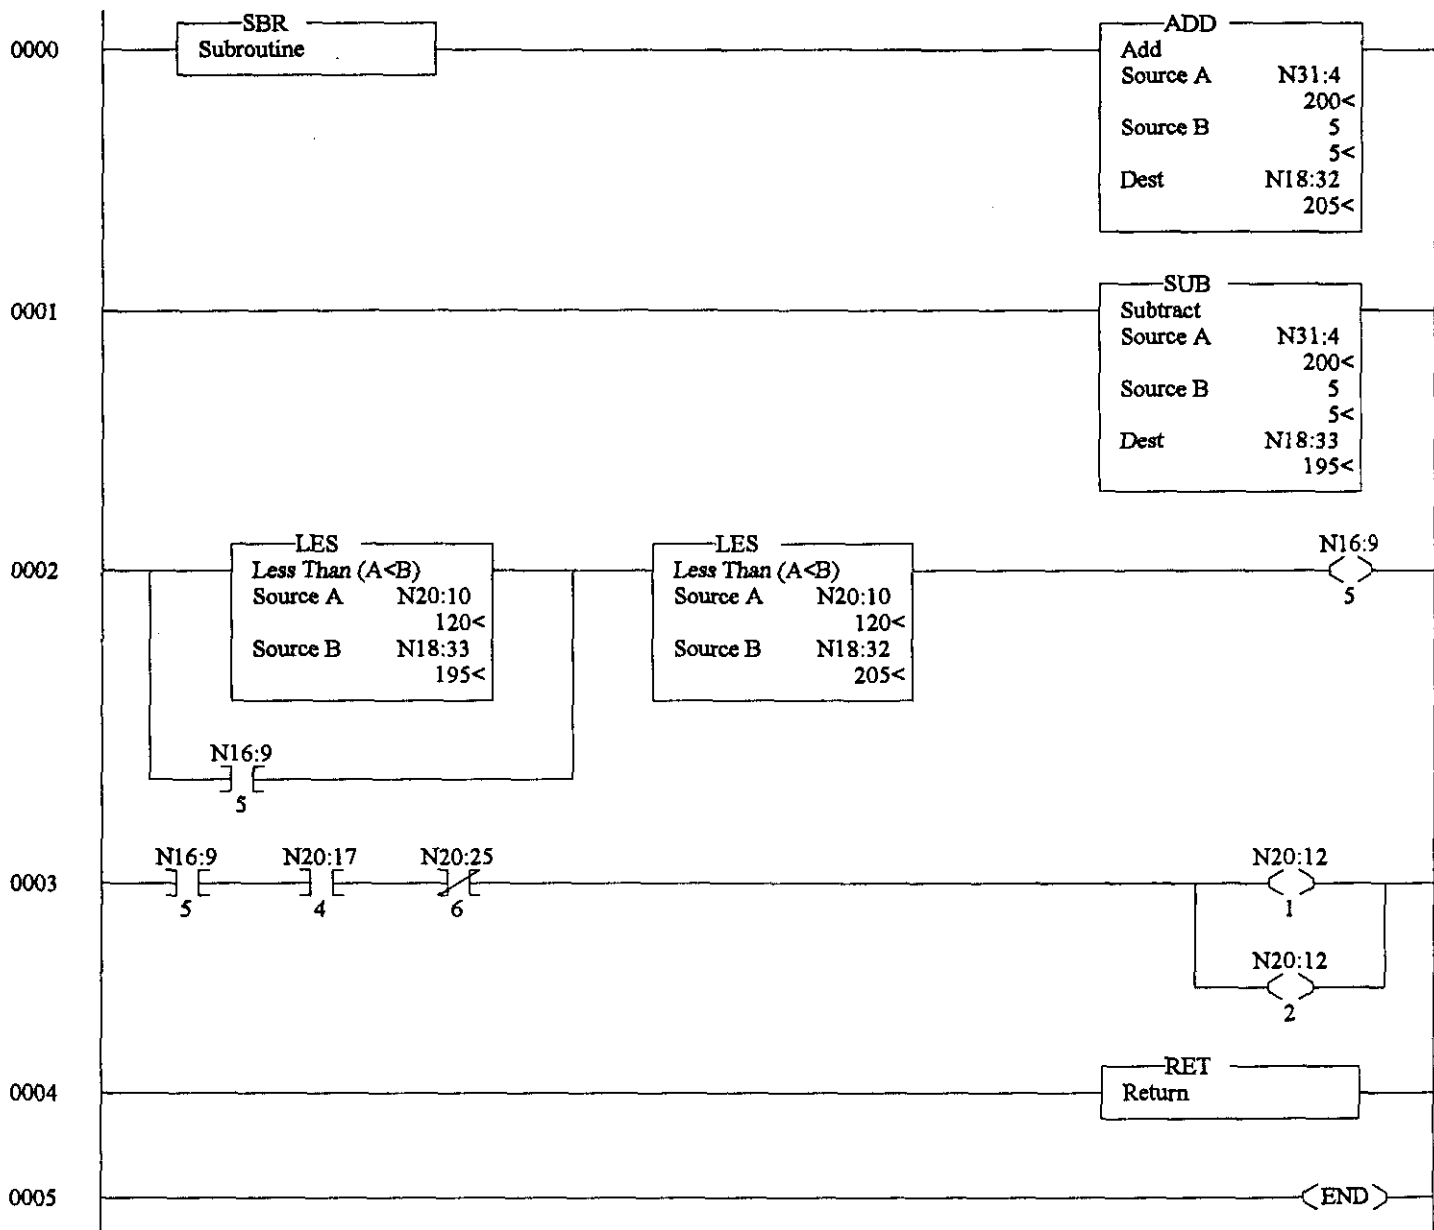 SBR
ADD
0000 Subroutine Add
Source A N31:4
200<
Source B 5
5<
Dest N18:32
205<
SUB
0001 Subtract
Source A N31:4
200<
Source B 5
5<
Dest N18:33
195<
LES LES N16:9
0002 Less Than (A<B) Less Than (A<B)
Source A N20:10 Source A N20:10 5
120< 120<
Source B N18:33 Source B N18:32
195< 205<
N16:9
5
N16:9 N20:17 N20:25 N20:12
0003
5 4 6 1
N20:12
2
RET
0004 Return
0005 END